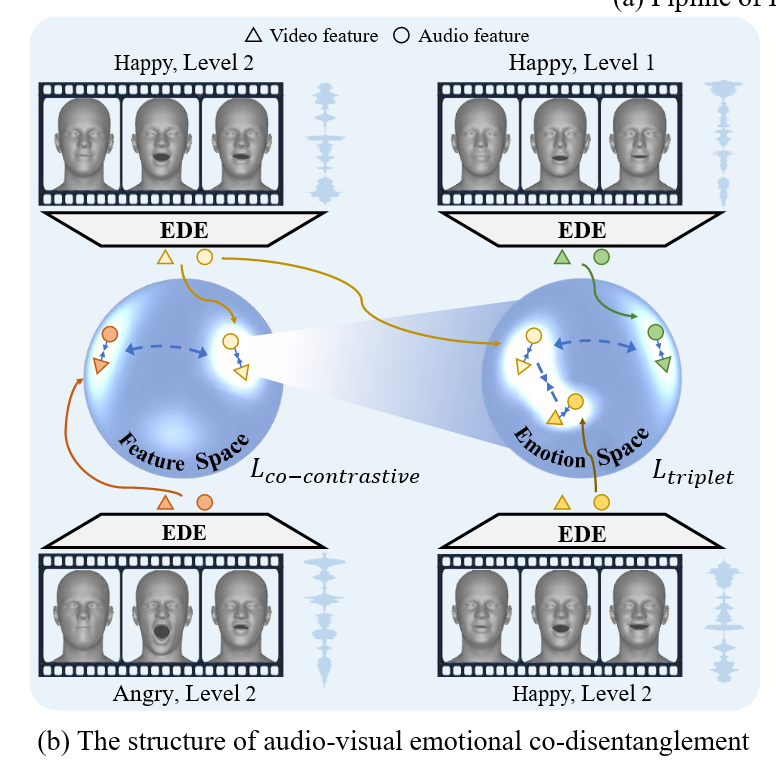 (a) Pipline of
Video feature Audio feature
Happy, Level 2
Happy, Level 1
EDE
EDE
Feature Space
Emotion Space
L_{co-contrastive}
L_{triplet}
EDE
EDE
Angry, Level 2
Happy, Level 2
(b) The structure of audio-visual emotional co-disentanglement